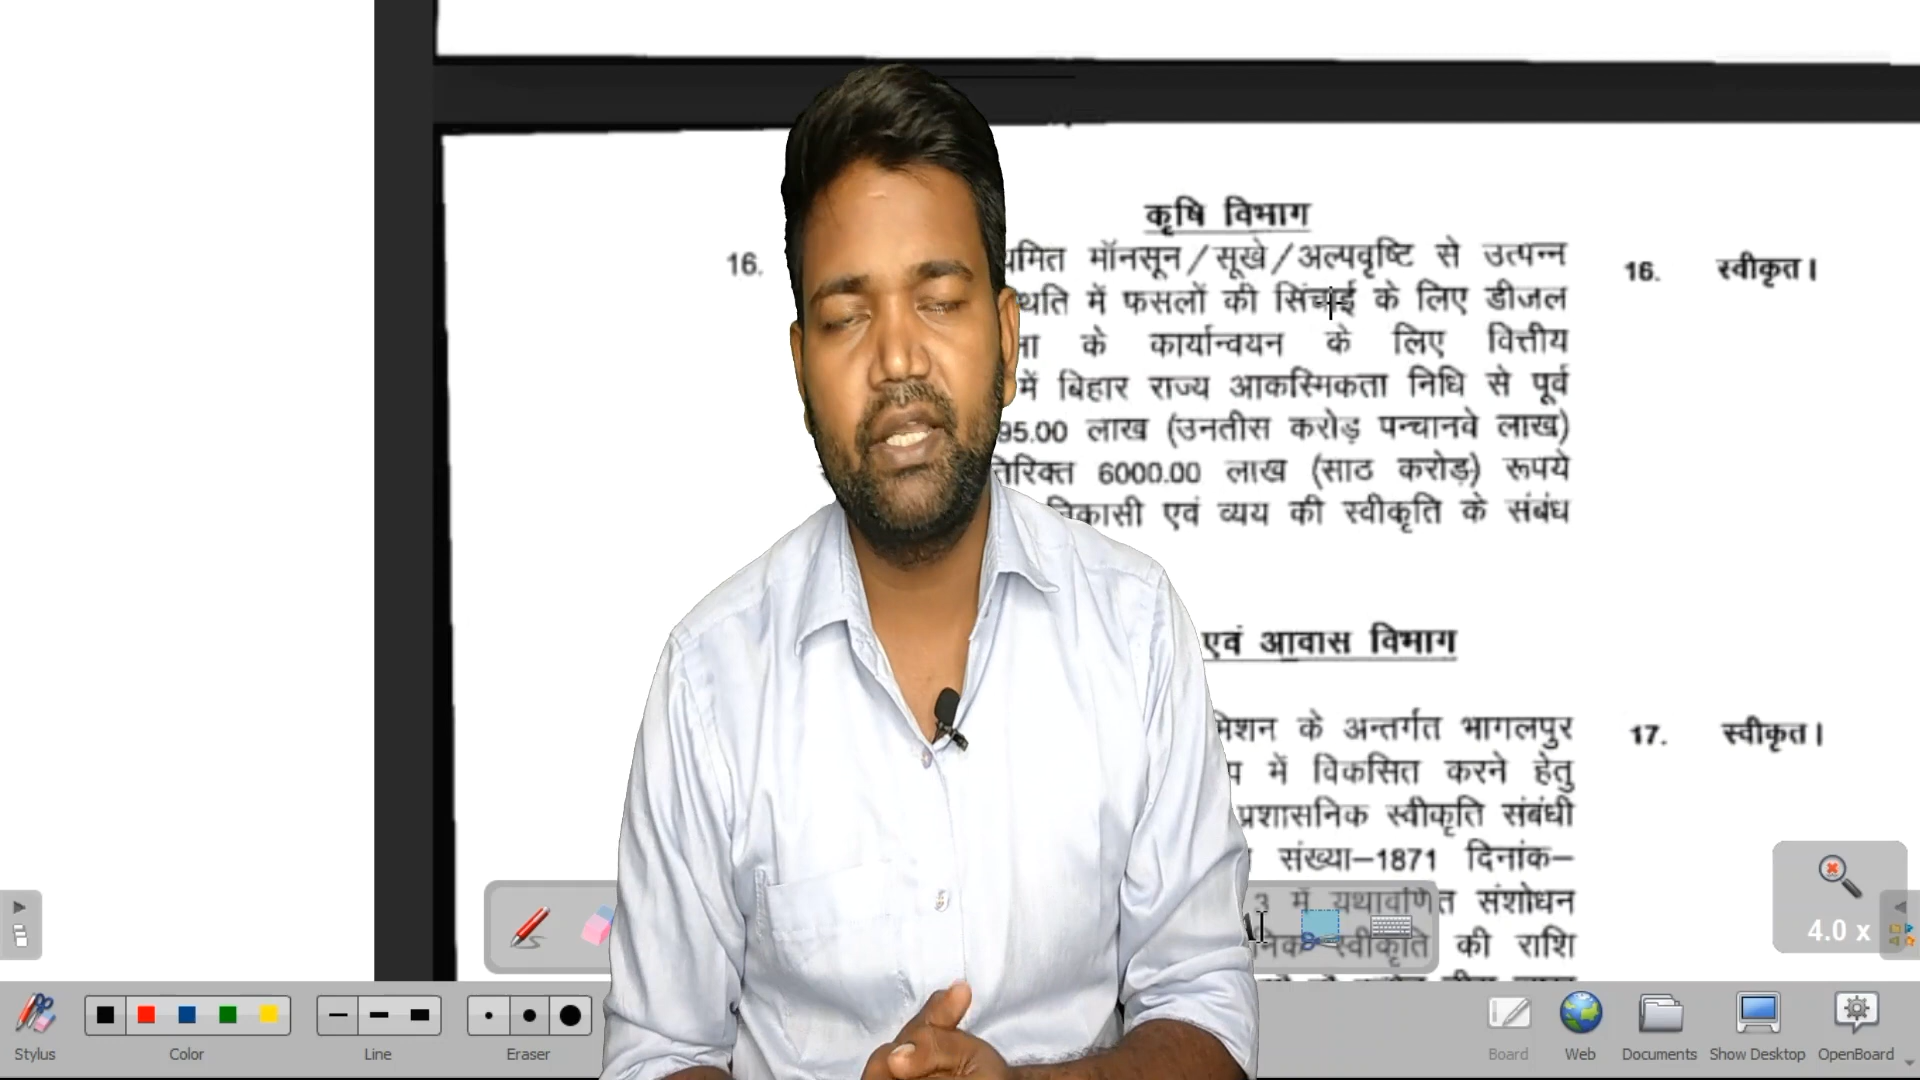 कृषि विभाग
16.
मॉनसून/सूखे/अल्पवृष्टि से उत्पन्न
16. स्वीकृत।
में फसलों की सिंचाई के लिए डीजल
के कार्यान्वयन के लिए वित्तीय
में बिहार राज्य आकस्मिकता निधि से पूर्व
95.00 लाख (उनतीस करोड़ पन्चानवे लाख)
6000.00 लाख (साठ करोड़) रूपये
एवं व्यय की स्वीकृति के संबंध
एवं आवास विभाग
के अन्तर्गत भागलपुर
17. स्वीकृत।
में विकसित करने हेतु
प्रशासनिक स्वीकृति संबंधी
संख्या–1871 दिनांक–
3 में यथावर्णित संशोधन
स्वीकृति की राशि
4.0 x
Stylus
Color
Line
Eraser
Board
Web
Documents
Show Desktop
OpenBoard